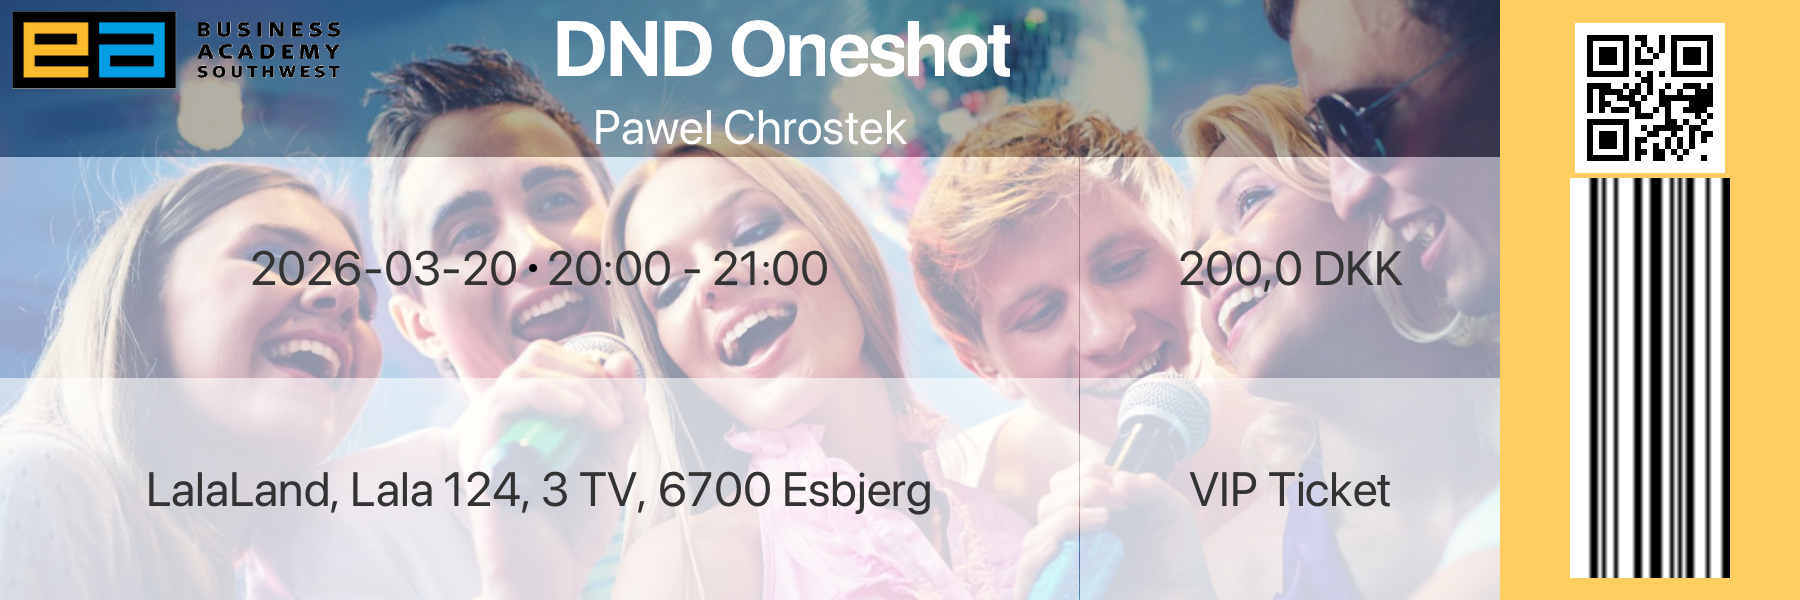 BUSINESS
ACADEMY
SOUTHWEST
DND Oneshot
Pawel Chrostek
2026-03-20 • 20:00 - 21:00
200,0 DKK
LalaLand, Lala 124, 3 TV, 6700 Esbjerg
VIP Ticket